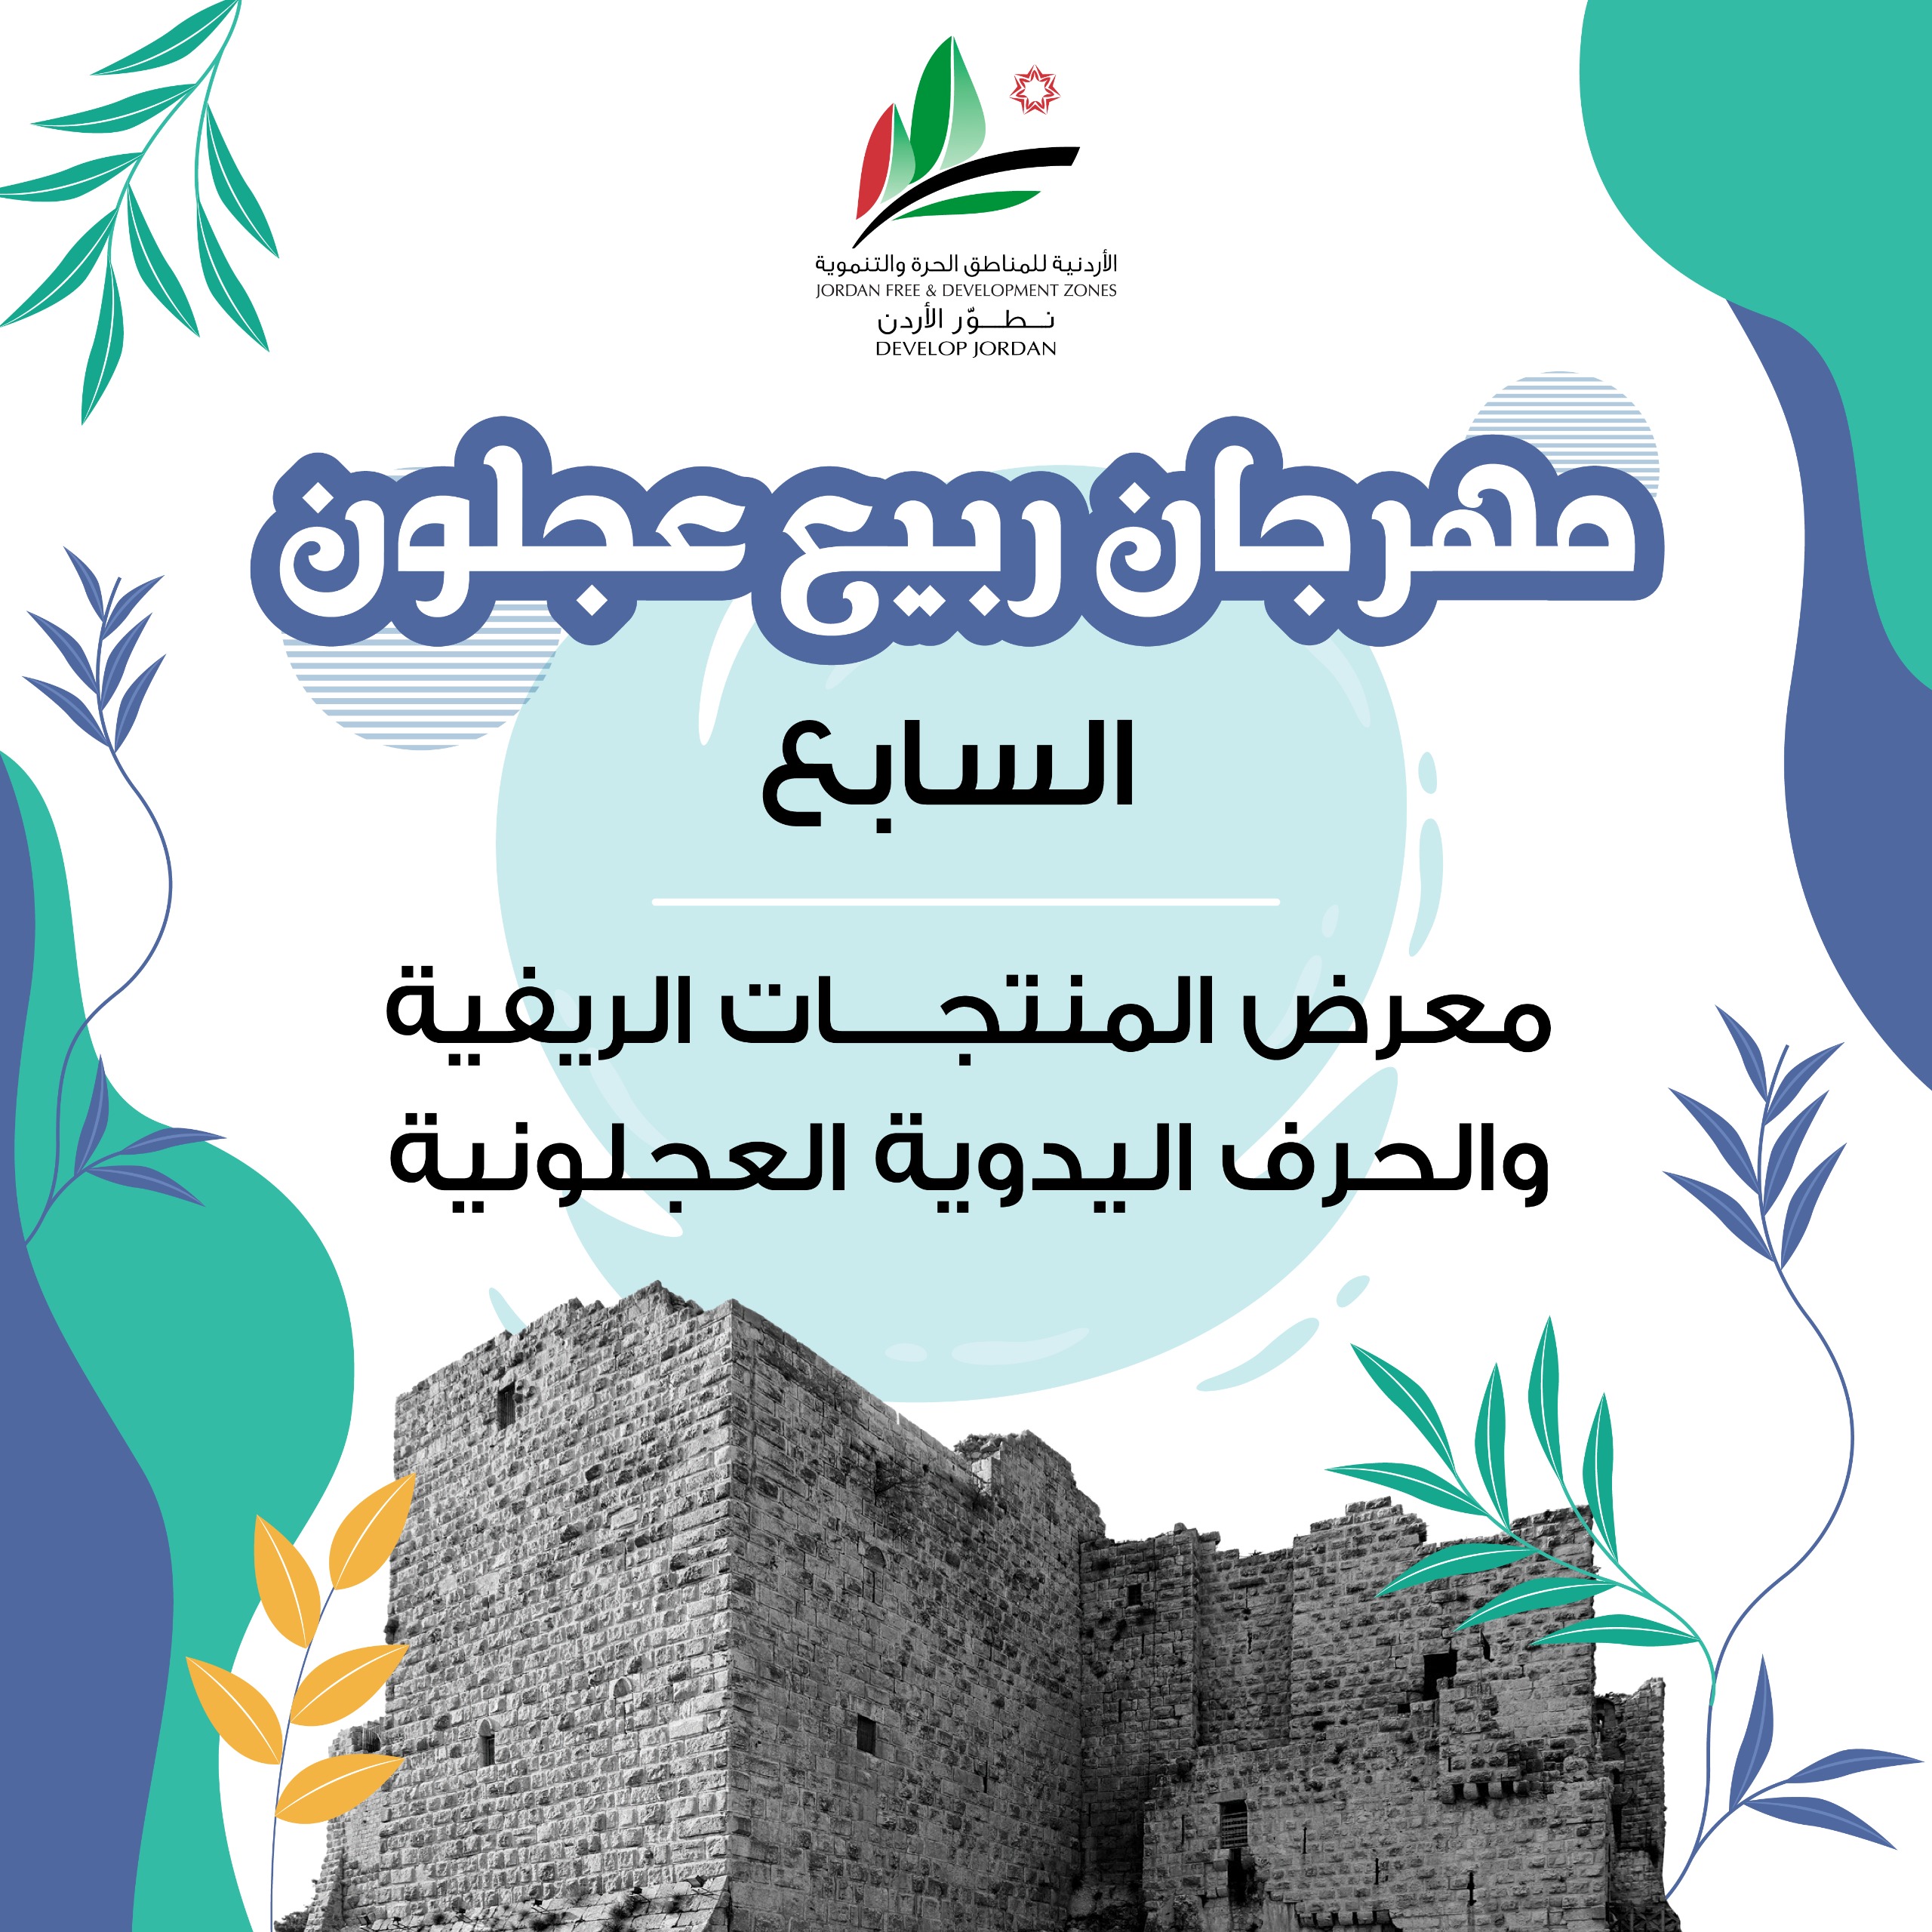 الأردنية للمناطق الحرة والتنموية
JORDAN FREE & DEVELOPMENT ZONES
نـــطـــوّر الأردن
DEVELOP JORDAN
مهرجان ربيع عجلون
السابع
معرض المنتجـــات الريفية
والحرف اليدوية العجلونية